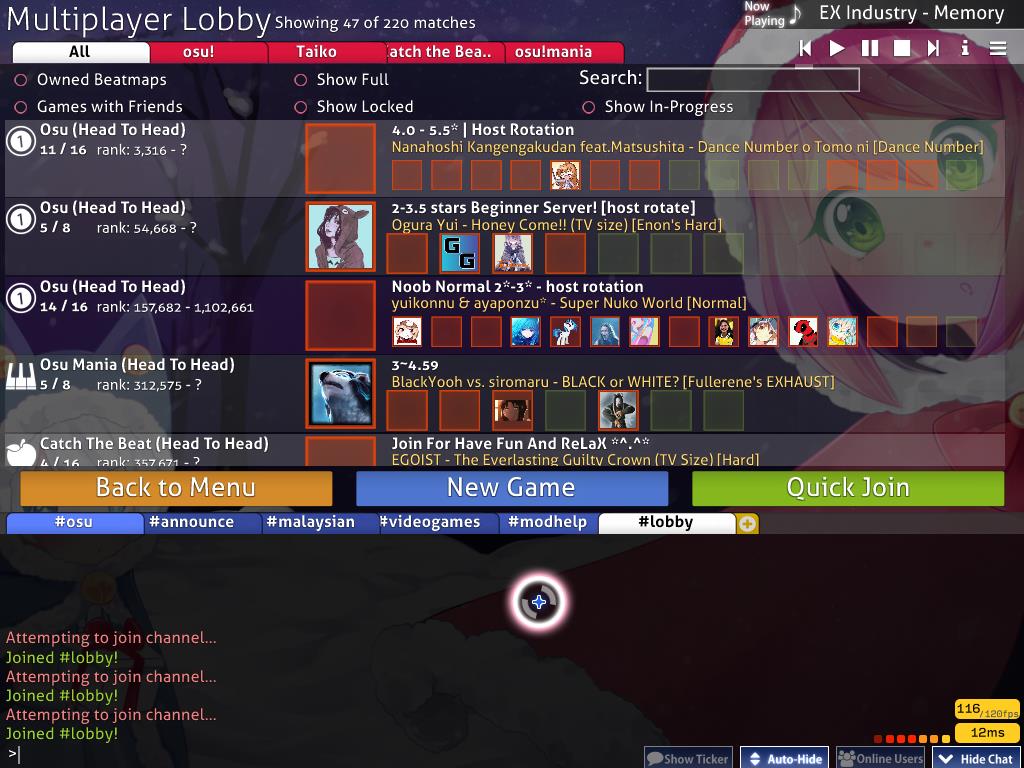 Multiplayer Lobby Showing 47 of 220 matches
Now Playing EX Industry - Memory
All osu! Taiko atch the Bea.. osu!mania
Owned Beatmaps Show Full Search:
Games with Friends Show Locked Show In-Progress
1 Osu (Head To Head) 4.0 - 5.5* | Host Rotation
11 / 16 rank: 3,316 - ? Nanahoshi Kangengakudan feat.Matsushita - Dance Number o Tomo ni [Dance Number]
1 Osu (Head To Head) 2-3.5 stars Beginner Server! [host rotate]
5 / 8 rank: 54,668 - ? Ogura Yui - Honey Come!! (TV size) [Enon's Hard]
G G
1 Osu (Head To Head) Noob Normal 2*-3* - host rotation
14 / 16 rank: 157,682 - 1,102,661 yuikonnu & ayaponzu* - Super Nuko World [Normal]
Osu Mania (Head To Head) 3~4.59
5 / 8 rank: 312,575 - ? BlackYooh vs. siromaru - BLACK or WHITE? [Fullerene's EXHAUST]
Catch The Beat (Head To Head) Join For Have Fun And ReLaX *^.^*
4 / 16 rank: 357,671 - ? EGOIST - The Everlasting Guilty Crown (TV Size) [Hard]
Back to Menu New Game Quick Join
#osu #announce #malaysian #videogames #modhelp #lobby
Attempting to join channel...
Joined #lobby!
Attempting to join channel...
Joined #lobby!
Attempting to join channel...
Joined #lobby!
>|
116/120fps
12ms
Show Ticker Auto-Hide Online Users Hide Chat